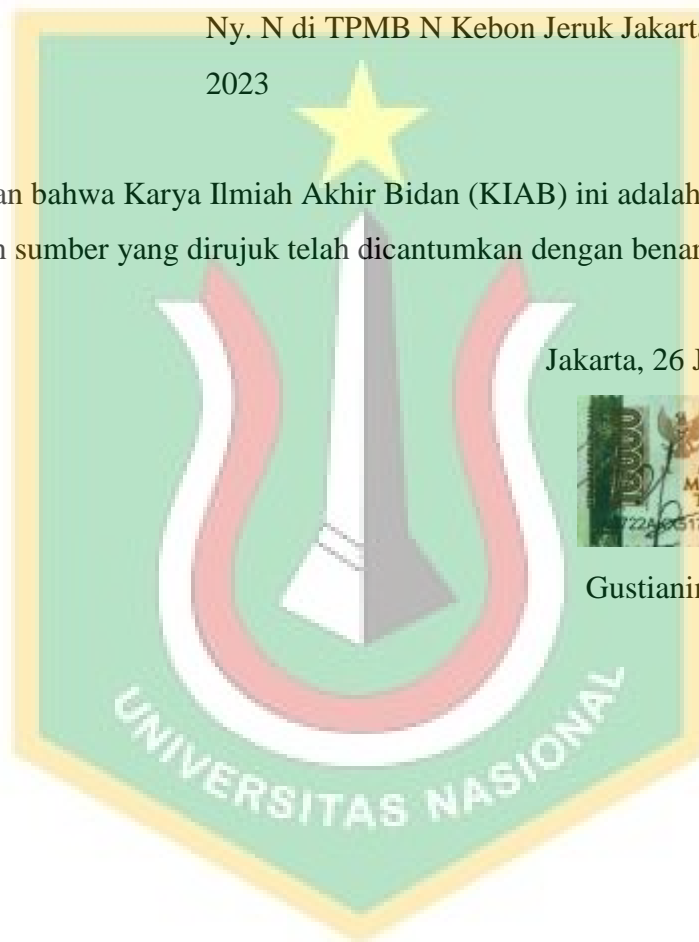 Ny. N di TPMB N Kebon Jeruk Jakarta
2023
an bahwa Karya Ilmiah Akhir Bidan (KIAB) ini adalah
n sumber yang dirujuk telah dicantumkan dengan benar
Jakarta, 26 J
Gustianin
UNIVERSITAS NASIONAL